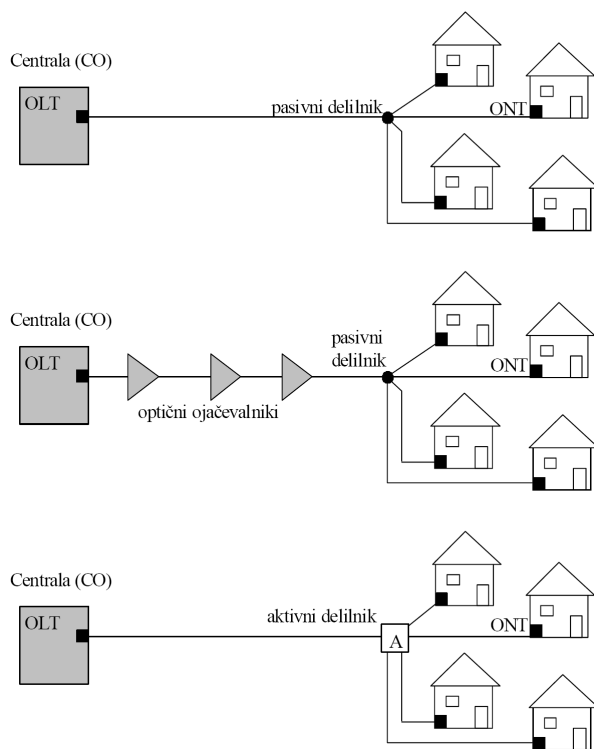 Centrala (CO)
OLT
pasivni delilnik
ONT
Centrala (CO)
OLT
optični ojačevalniki
pasivni
delilnik
ONT
Centrala (CO)
OLT
aktivni delilnik
A
ONT